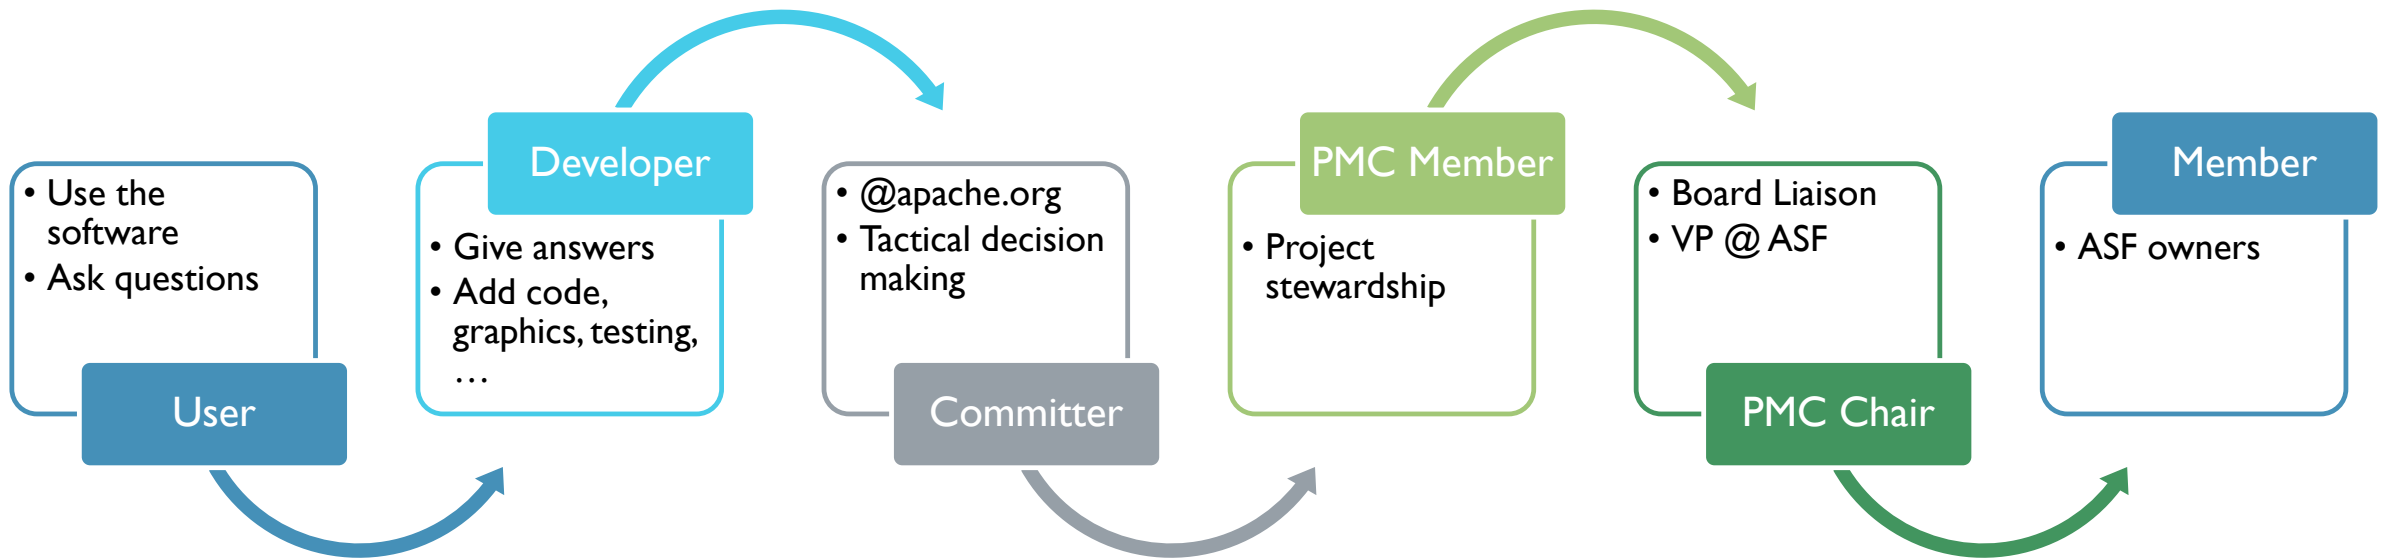 • Use the
software
• Ask questions
User
Developer
• Give answers
• Add code,
graphics, testing,
…
• @apache.org
• Tactical decision
making
Committer
PMC Member
• Project
stewardship
• Board Liaison
• VP @ ASF
PMC Chair
Member
• ASF owners